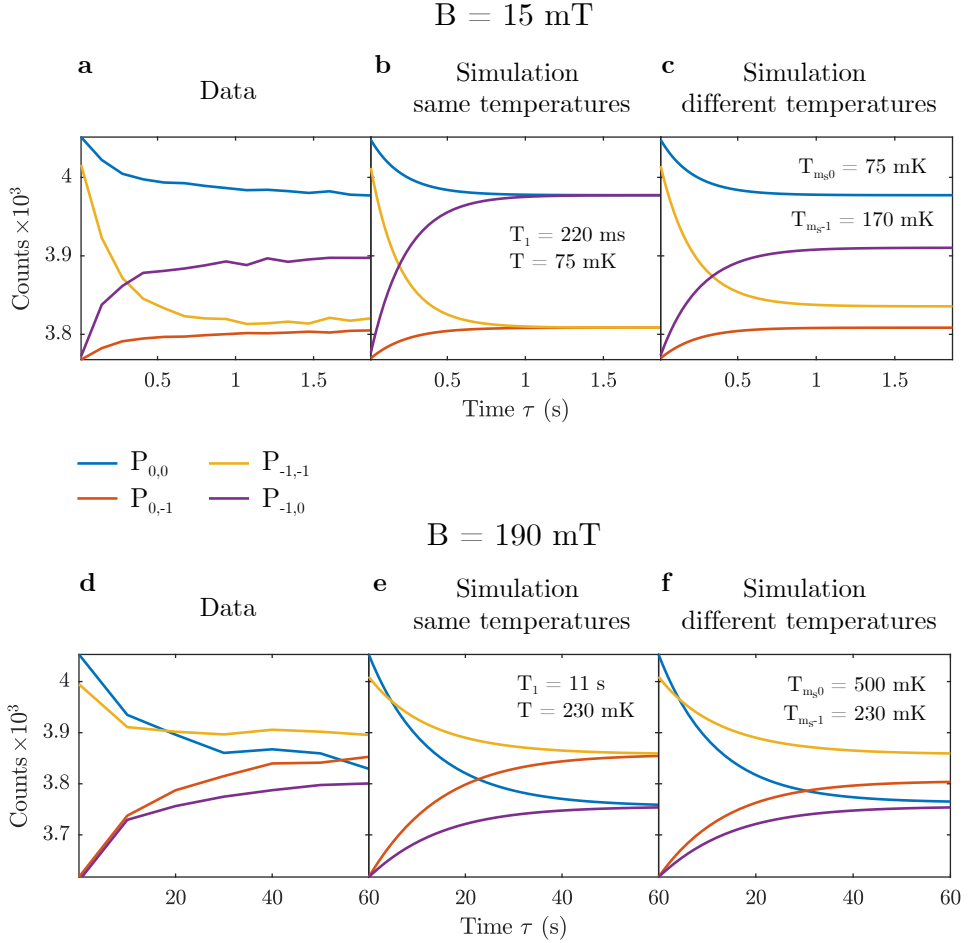 B = 15 mT
a
Data
b
Simulation
same temperatures
c
Simulation
different temperatures
Counts ×10³
4
3.9
3.8
T₁ = 220 ms
T = 75 mK
Tₘₛ₀ = 75 mK
Tₘₛ₋₁ = 170 mK
0.5 1 1.5
0.5 1 1.5
0.5 1 1.5
Time τ (s)
P₀,₀
P₋₁,₋₁
P₀,₋₁
P₋₁,₀
B = 190 mT
d
Data
e
Simulation
same temperatures
f
Simulation
different temperatures
Counts ×10³
4
3.9
3.8
3.7
T₁ = 11 s
T = 230 mK
Tₘₛ₀ = 500 mK
Tₘₛ₋₁ = 230 mK
20 40 60
20 40 60
20 40 60
Time τ (s)